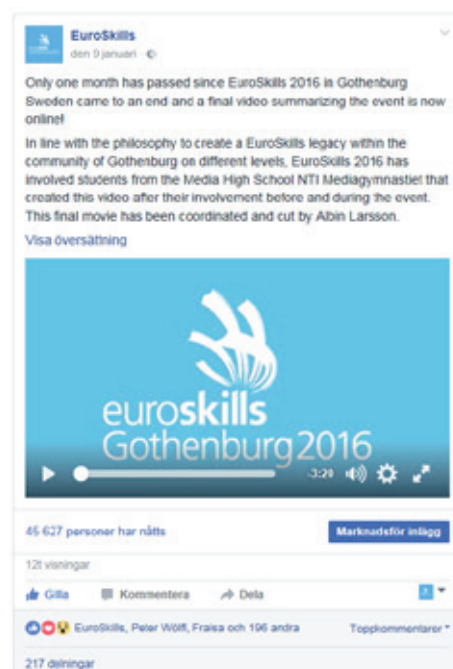 EuroSkills
den 9 januari
Only one month has passed since EuroSkills 2016 in Gothenburg
Sweden came to an end and a final video summarizing the event is now
online!
In line with the philosophy to create a EuroSkills legacy within the
community of Gothenburg on different levels, EuroSkills 2016 has
involved students from the Media High School NTI Mediagymnastiet that
created this video after their involvement before and during the event.
This final movie has been coordinated and cut by Albin Larsson.
Visa översättning
euroskills
Gothenburg 2016
-3:20
45 627 personer har nåtts
Marknadsför inlägg
12t visningar
Gilla Kommentera Dela
EuroSkills, Peter Wölfl, Fraisa och 196 andra Toppkommentarer
217 delningar